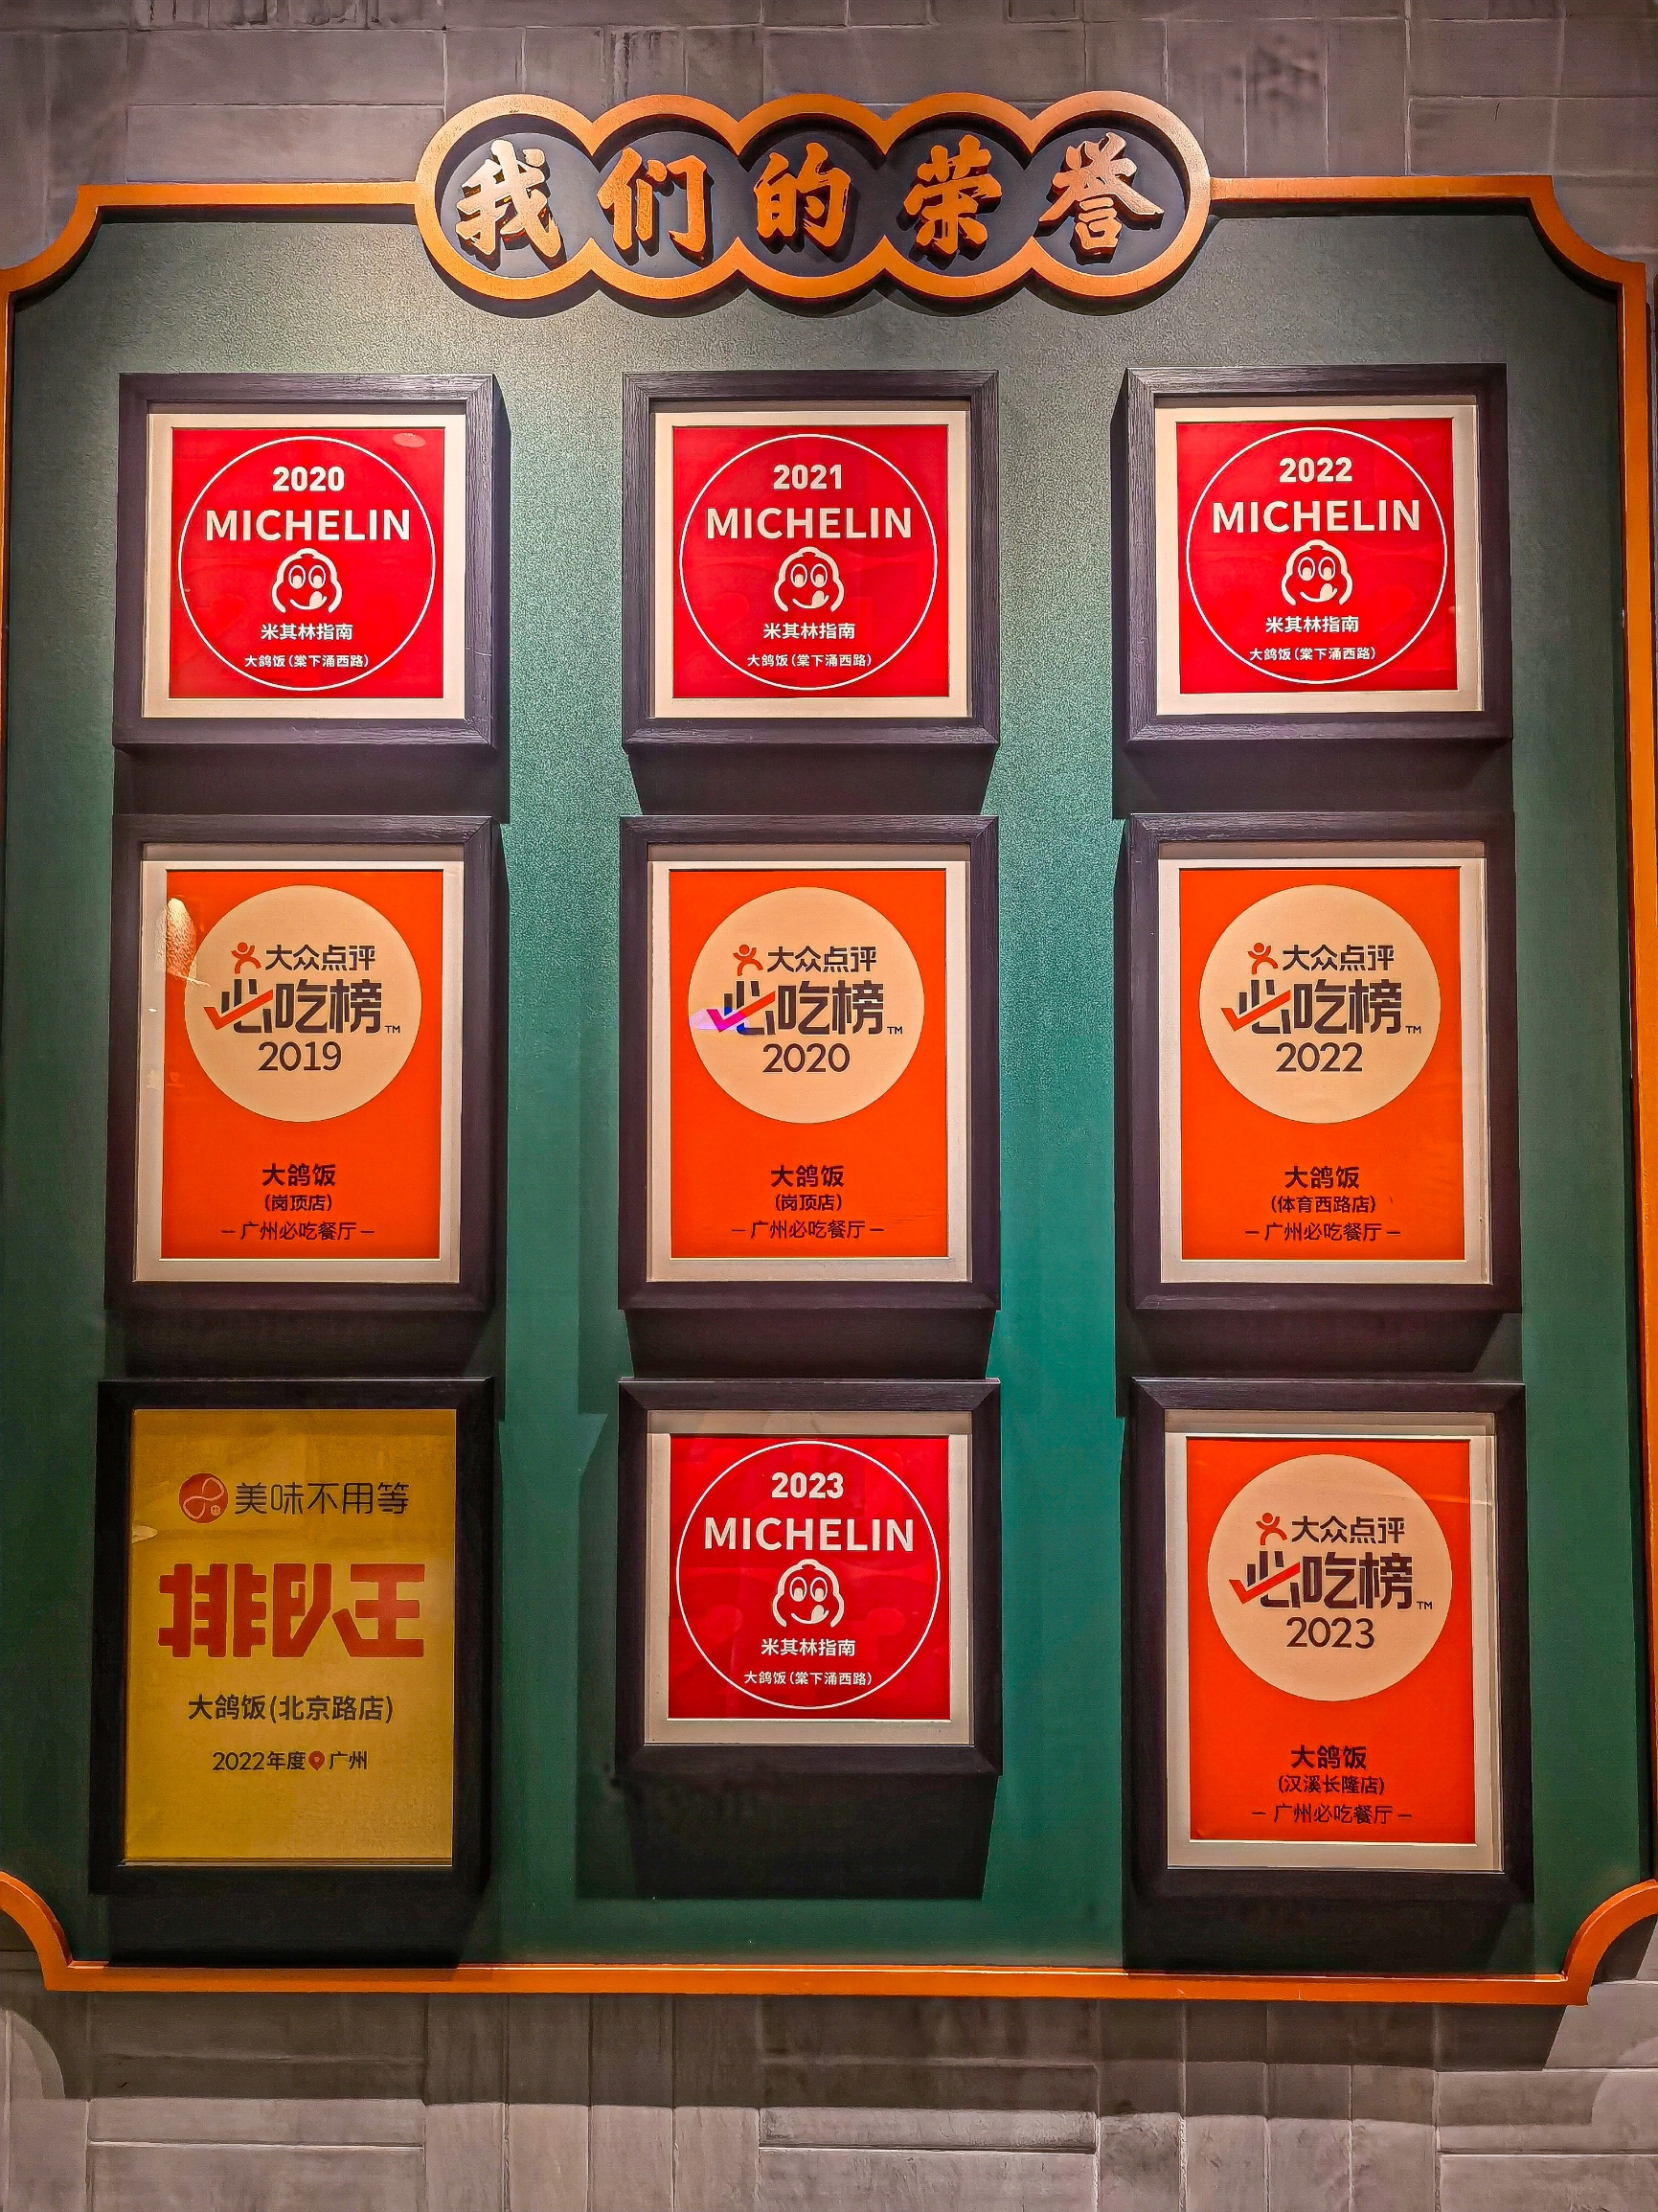 我们的荣誉
2020
MICHELIN
米其林指南
大鸽饭(棠下涌西路)
2021
MICHELIN
米其林指南
大鸽饭(棠下涌西路)
2022
MICHELIN
米其林指南
大鸽饭(棠下涌西路)
大众点评
必吃榜™
2019
大鸽饭
(岗顶店)
—广州必吃餐厅—
大众点评
必吃榜™
2020
大鸽饭
(岗顶店)
—广州必吃餐厅—
大众点评
必吃榜™
2022
大鸽饭
(体育西路店)
—广州必吃餐厅—
美味不用等
排队王
大鸽饭(北京路店)
2022年度广州
2023
MICHELIN
米其林指南
大鸽饭(棠下涌西路)
大众点评
必吃榜™
2023
大鸽饭
(汉溪长隆店)
—广州必吃餐厅—